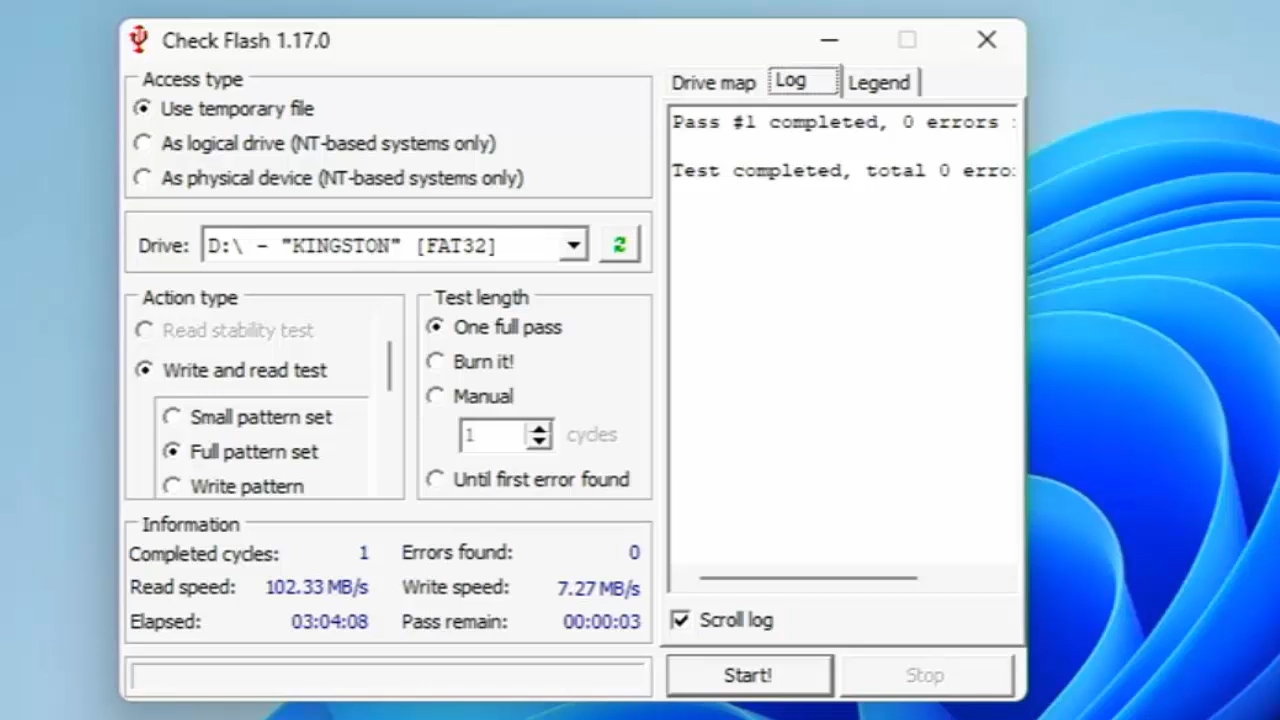 Check Flash 1.17.0
Access type
Use temporary file
As logical drive (NT-based systems only)
As physical device (NT-based systems only)
Drive: D:\ - "KINGSTON" [FAT32]
Action type
Read stability test
Write and read test
Small pattern set
Full pattern set
Write pattern
Test length
One full pass
Burn it!
Manual
1 cycles
Until first error found
Information
Completed cycles: 1 Errors found: 0
Read speed: 102.33 MB/s Write speed: 7.27 MB/s
Elapsed: 03:04:08 Pass remain: 00:00:03
Drive map Log Legend
Pass #1 completed, 0 errors
Test completed, total 0
Scroll log
Start! Stop